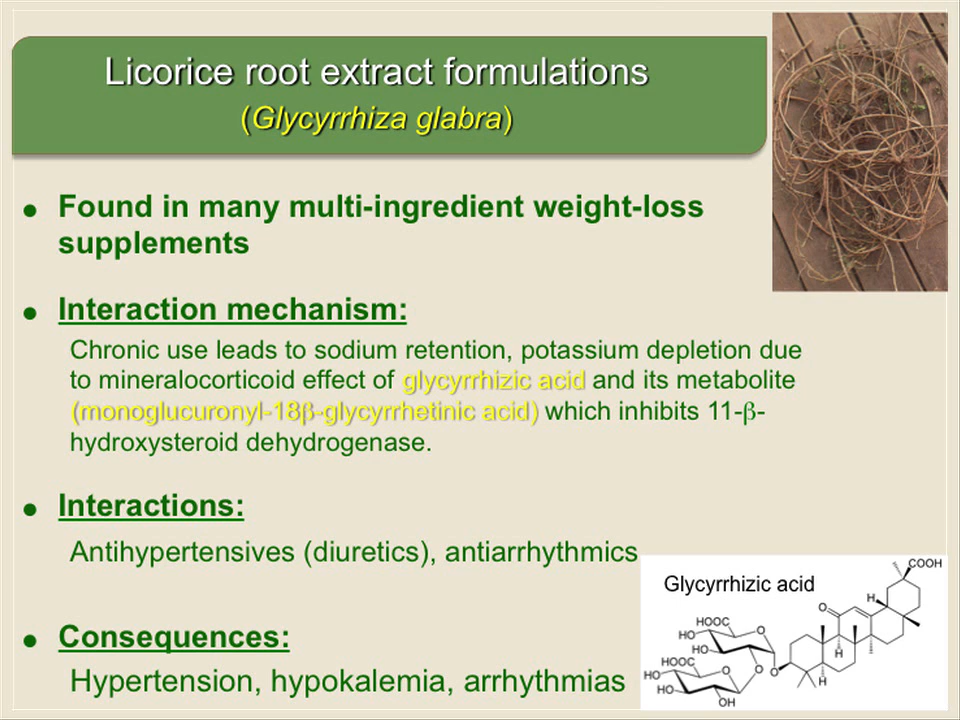 Licorice root extract formulations
(Glycyrrhiza glabra)
• Found in many multi-ingredient weight-loss
supplements
• Interaction mechanism:
Chronic use leads to sodium retention, potassium depletion due
to mineralocorticoid effect of glycyrrhizic acid and its metabolite
(monoglucuronyl-18β-glycyrrhetinic acid) which inhibits 11-β-
hydroxysteroid dehydrogenase.
• Interactions:
Antihypertensives (diuretics), antiarrhythmics
• Consequences:
Hypertension, hypokalemia, arrhythmias
Glycyrrhizic acid
COOH
H
O
HOOC
O
HO
HO
H
HOOC
O
O
O
H
HO
HO
OH